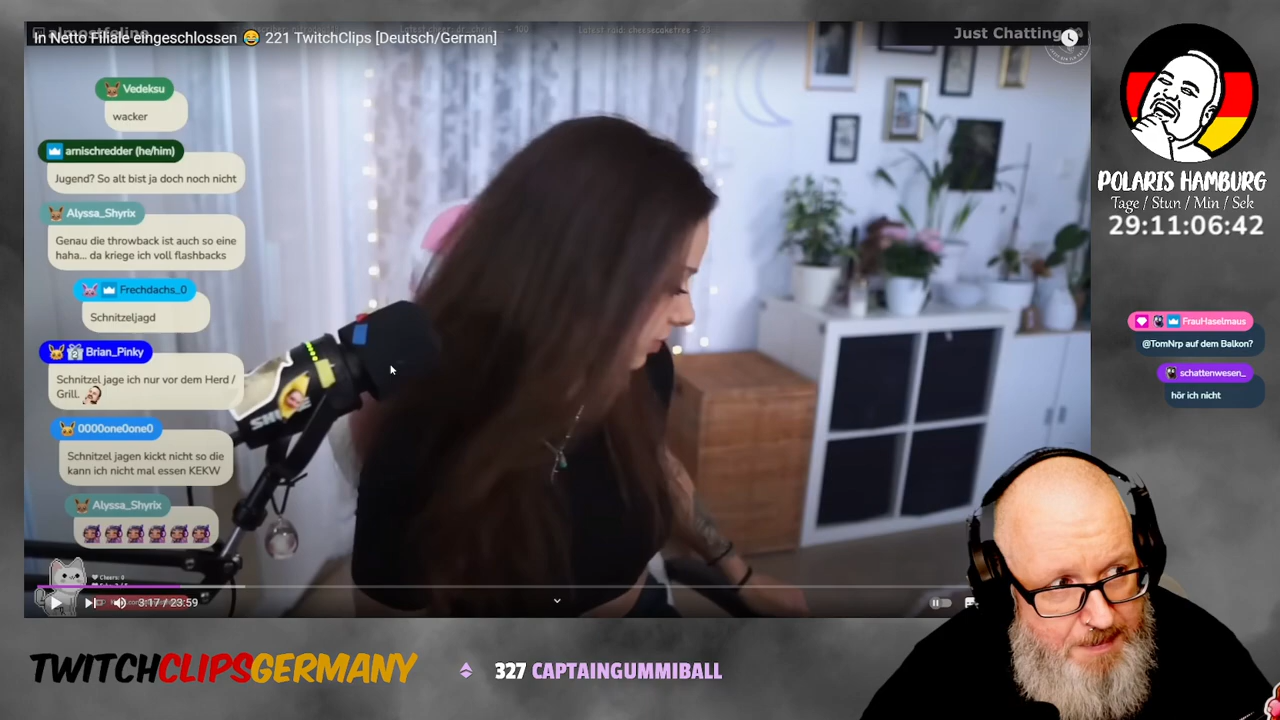 In Netto Filiale eingeschlossen 😂 221 TwitchClips [Deutsch/German]
Just Chatting
Vedeksu
wacker
amischredder (he/him)
Jugend? So alt bist ja doch noch nicht
Alyssa_Shyrix
Genau die throwback ist auch so eine
haha... da kriege ich voll flashbacks
Frechdachs_0
Schnitzeljagd
Brian_Pinky
Schnitzel jage ich nur vor dem Herd /
Grill.
0000one0one0
Schnitzel jagen kickt nicht so die
kann ich nicht mal essen KEKW
Alyssa_Shyrix
Cheers: 0
3:17 / 23:59
POLARIS HAMBURG
Tage / Stun / Min / Sek
29:11:06:42
FrauHaselmaus
@TomNrp auf dem Balkon?
schattenwesen_
hör ich nicht
TWITCHCLIPSGERMANY
327 CAPTAINGUMMIBALL